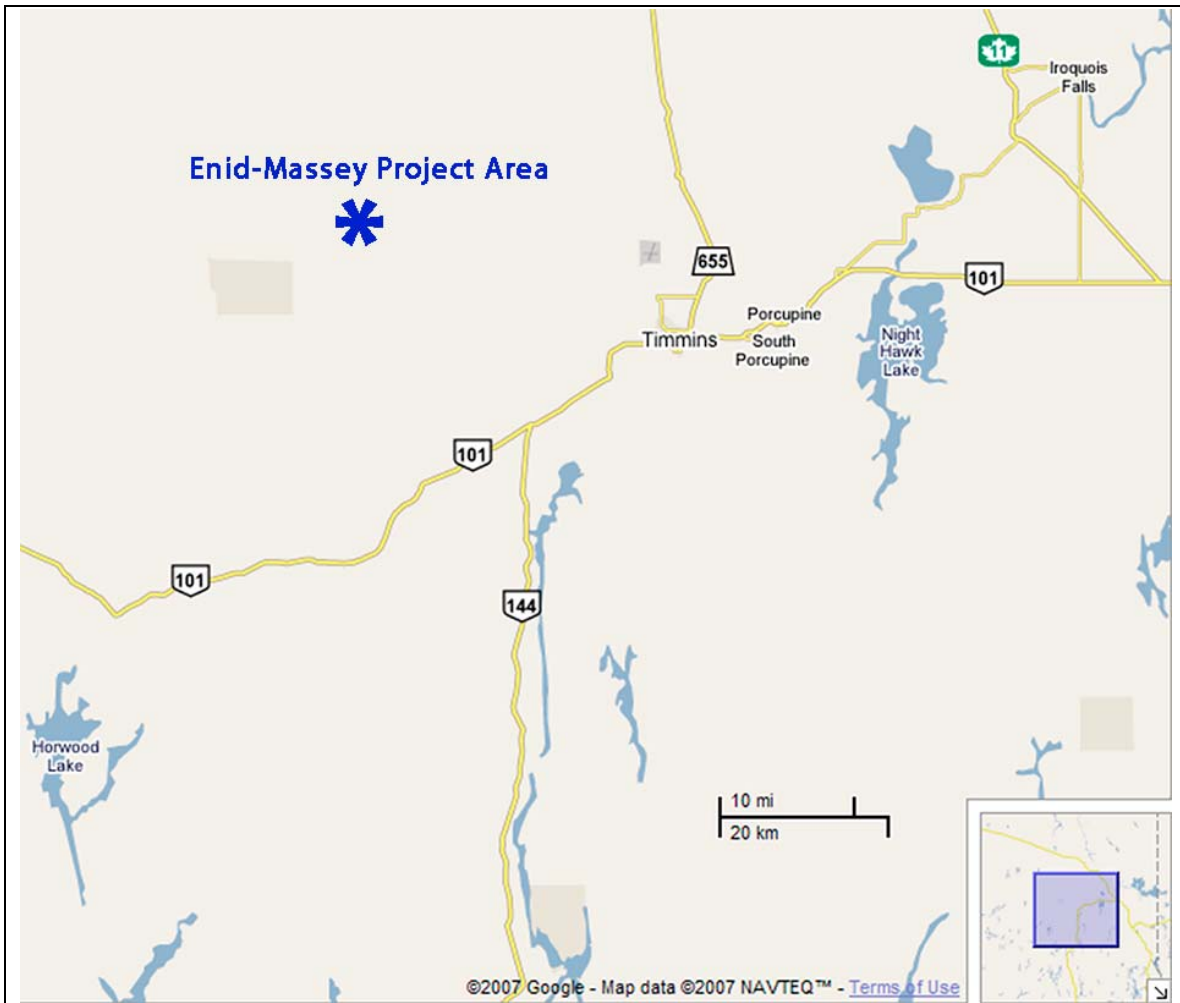 11
Iroquois
Falls
Enid-Massey Project Area
*
655
101
Porcupine
Timmins
South
Porcupine
Night
Hawk
Lake
101
101
144
Horwood
Lake
10 mi
20 km
©2007 Google - Map data ©2007 NAVTEQ™ - Terms of Use